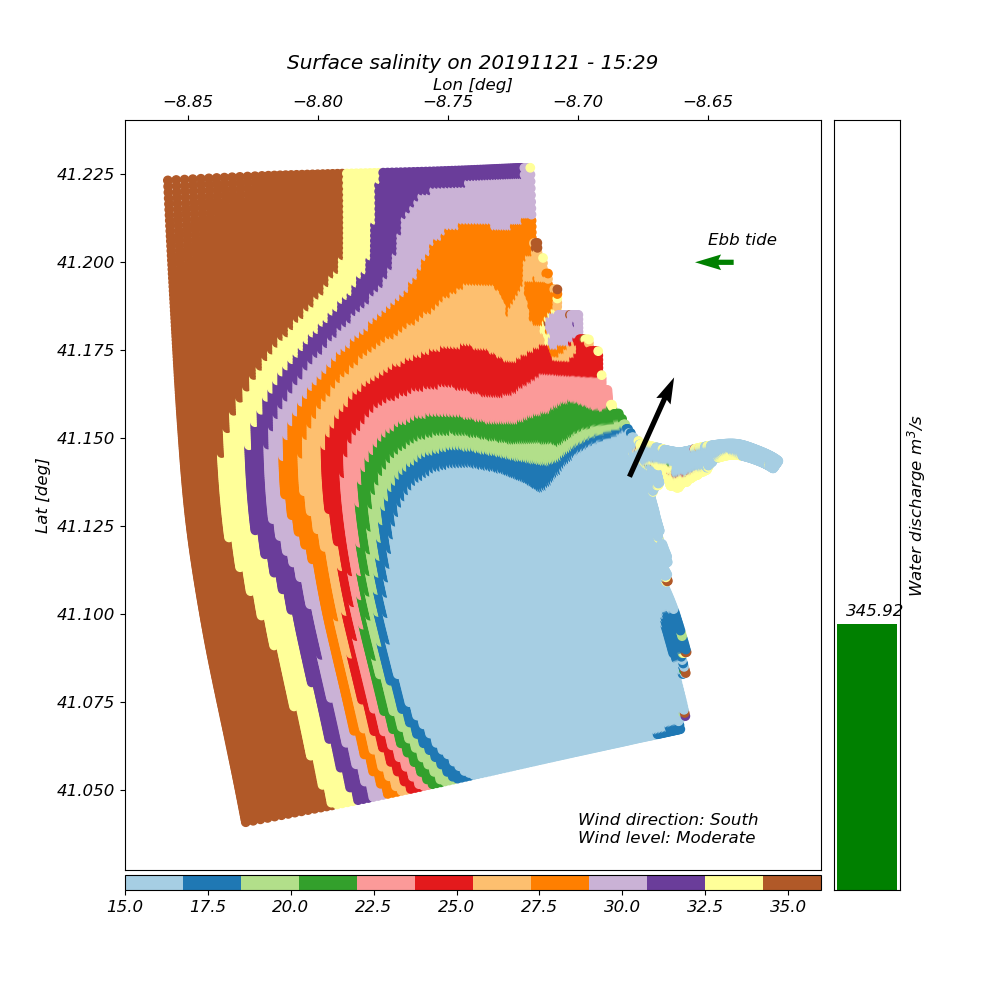 Surface salinity on 20191121 - 15:29
Lon [deg]
−8.85 −8.80 −8.75 −8.70 −8.65
41.225
41.200
41.175
41.150
41.125
41.100
41.075
41.050
Lat [deg]
Ebb tide
Wind direction: South
Wind level: Moderate
345.92
Water discharge m³/s
15.0 17.5 20.0 22.5 25.0 27.5 30.0 32.5 35.0